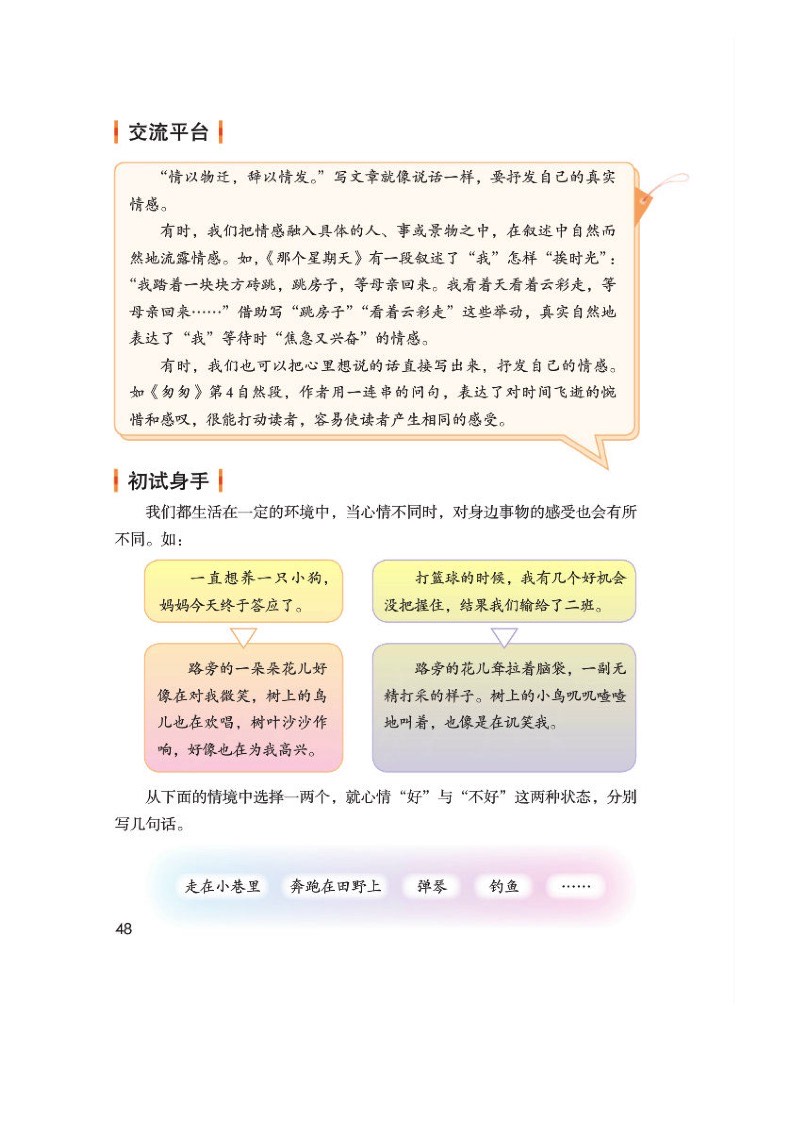 交流平台
“情以物迁，辞以情发。”写文章就像说话一样，要抒发自己的真实
情感。
有时，我们把情感融入具体的人、事或景物之中，在叙述中自然而
然地流露情感。如，《那个星期天》有一段叙述了“我”怎样“挨时光”：
“我踏着一块块方砖跳，跳房子，等母亲回来。我看着天看着云彩走，等
母亲回来……”借助写“跳房子”“看着云彩走”这些举动，真实自然地
表达了“我”等待时“焦急又兴奋”的情感。
有时，我们也可以把心里想说的话直接写出来，抒发自己的情感。
如《匆匆》第4自然段，作者用一连串的问句，表达了对时间飞逝的惋
惜和感叹，很能打动读者，容易使读者产生相同的感受。
初试身手
我们都生活在一定的环境中，当心情不同时，对身边事物的感受也会有所
不同。如：
一直想养一只小狗，
妈妈今天终于答应了。
路旁的一朵朵花儿好
像在对我微笑，树上的鸟
儿也在欢唱，树叶沙沙作
响，好像也在为我高兴。
打篮球的时候，我有几个好机会
没把握住，结果我们输给了二班。
路旁的花儿耷拉着脑袋，一副无
精打采的样子。树上的小鸟叽叽喳喳
地叫着，也像是在讥笑我。
从下面的情境中选择一两个，就心情“好”与“不好”这两种状态，分别
写几句话。
走在小巷里 奔跑在田野上 弹琴 钓鱼 ……
48